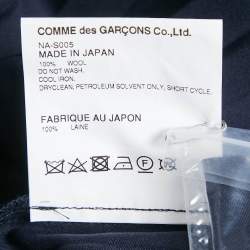 COMME des GARÇONS Co.,Ltd.
NA-S005
MADE IN JAPAN
100% WOOL
DO NOT WASH.
COOL IRON.
DRYCLEAN, PETROLEUM SOLVENT ONLY, SHORT CYCLE.
FABRIQUE AU JAPON
100% LAINE